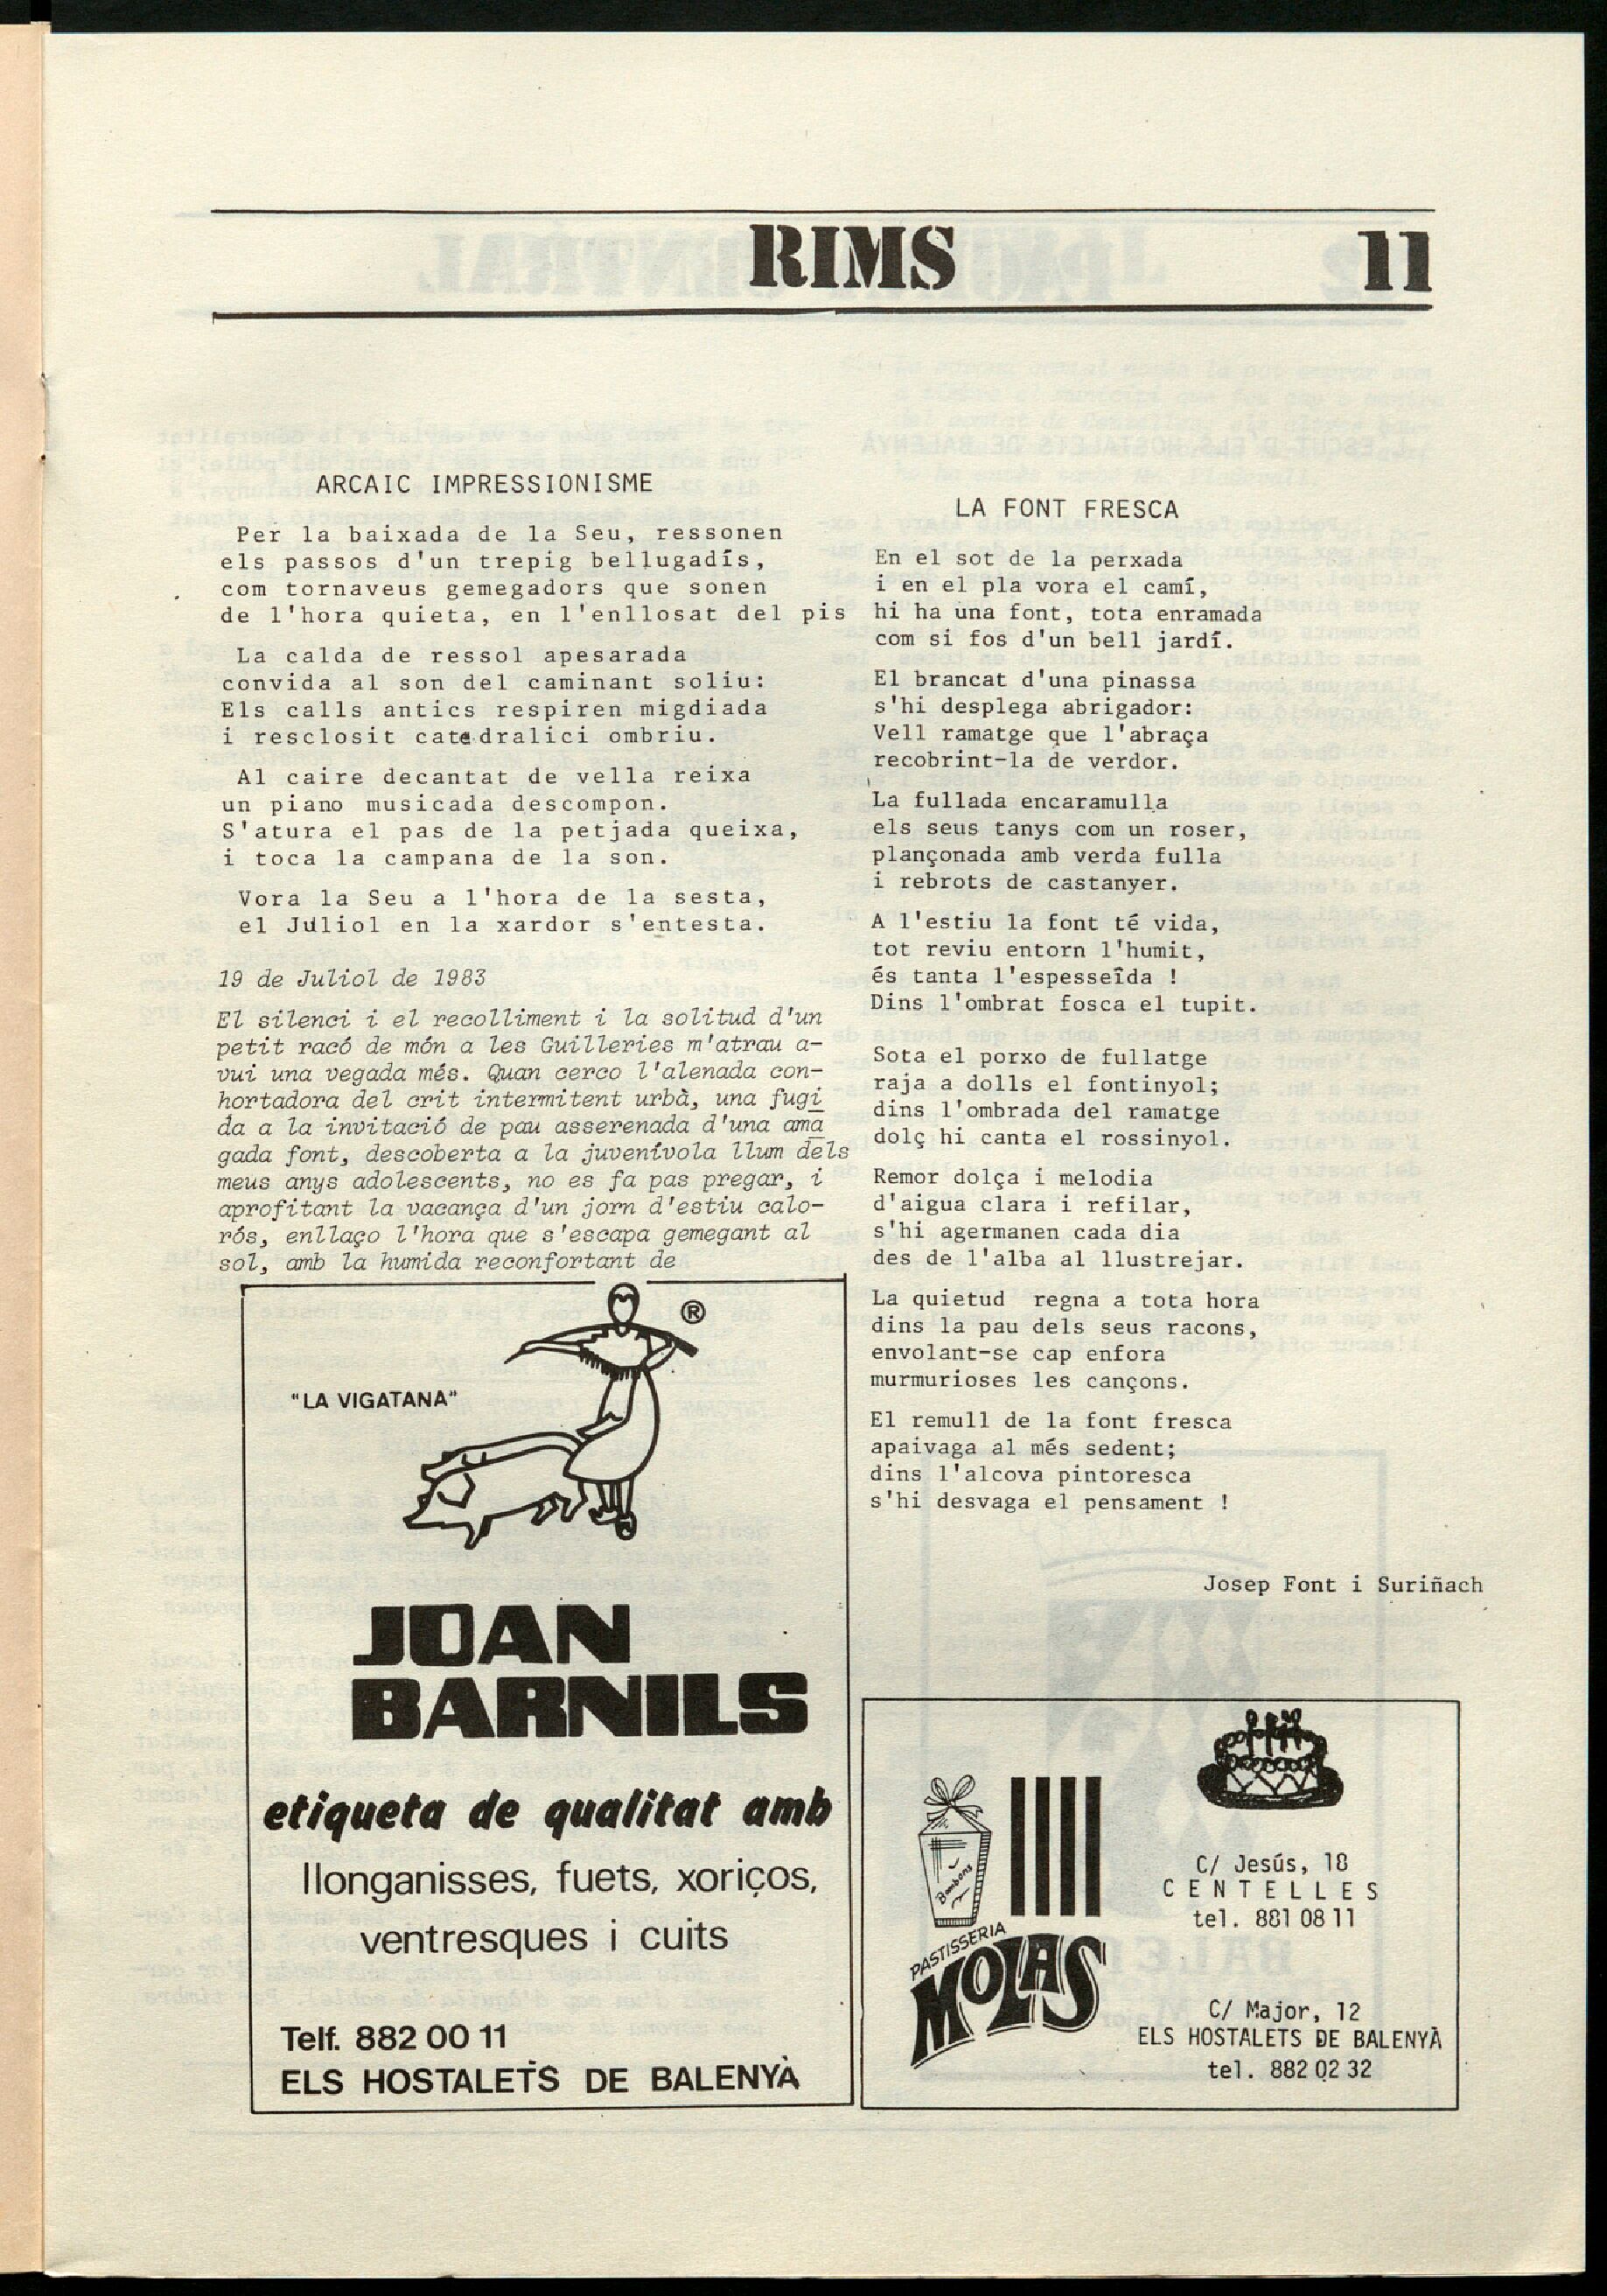 RIMS
11
ARCAIC IMPRESSIONISME
Per la baixada de la Seu, ressonen
els passos d'un trepig bellugadís,
com tornaveus gemegadors que sonen
de l'hora quieta, en l'enllosat del pis
La calda de ressol apesarada
convida al son del caminant soliu:
Els calls antics respiren migdiada
i resclosit catedralici ombriu.
Al caire decantat de vella reixa
un piano musicada descompon.
S'atura el pas de la petjada queixa,
i toca la campana de la son.
Vora la Seu a l'hora de la sesta,
el Juliol en la xardor s'entesta.
19 de Juliol de 1983
El silenci i el recolliment i la solitud d'un
petit racó de món a les Guilleries m'atrau a-
vui una vegada més. Quan cerco l'alenada con-
hortadora del crit intermitent urbà, una fugi
da a la invitació de pau asserenada d'una ama
gada font, descoberta a la juvenívola llum dels
meus anys adolescents, no es fa pas pregar, i
aprofitant la vacança d'un jorn d'estiu calo-
rós, enllaço l'hora que s'escapa gemegant al
sol, amb la humida reconfortant de
LA FONT FRESCA
En el sot de la perxada
i en el pla vora el camí,
hi ha una font, tota enramada
com si fos d'un bell jardí.
El brancat d'una pinassa
s'hi desplega abrigador:
Vell ramatge que l'abraça
recobrint-la de verdor.
La fullada encaramulla
els seus tanys com un roser,
plançonada amb verda fulla
i rebrots de castanyer.
A l'estiu la font té vida,
tot reviu entorn l'humit,
és tanta l'espesseïda !
Dins l'ombrat fosca el tupit.
Sota el porxo de fullatge
raja a dolls el fontinyol;
dins l'ombrada del ramatge
dolç hi canta el rossinyol.
Remor dolça i melodia
d'aigua clara i refilar,
s'hi agermanen cada dia
des de l'alba al llustrejar.
La quietud regna a tota hora
dins la pau dels seus racons,
envolant-se cap enfora
murmurioses les cançons.
El remull de la font fresca
apaivaga al més sedent;
dins l'alcova pintoresca
s'hi desvaga el pensament !
Josep Font i Suriñach
®
"LA VIGATANA"
JOAN
BARNILS
etiqueta de qualitat amb
llonganisses, fuets, xoriços,
ventresques i cuits
Telf. 882 00 11
ELS HOSTALETS DE BALENYÀ
Bombons
PASTISSERIA
MOLAS
C/ Jesús, 18
CENTELLES
tel. 881 08 11
C/ Major, 12
ELS HOSTALETS DE BALENYÀ
tel. 882 02 32